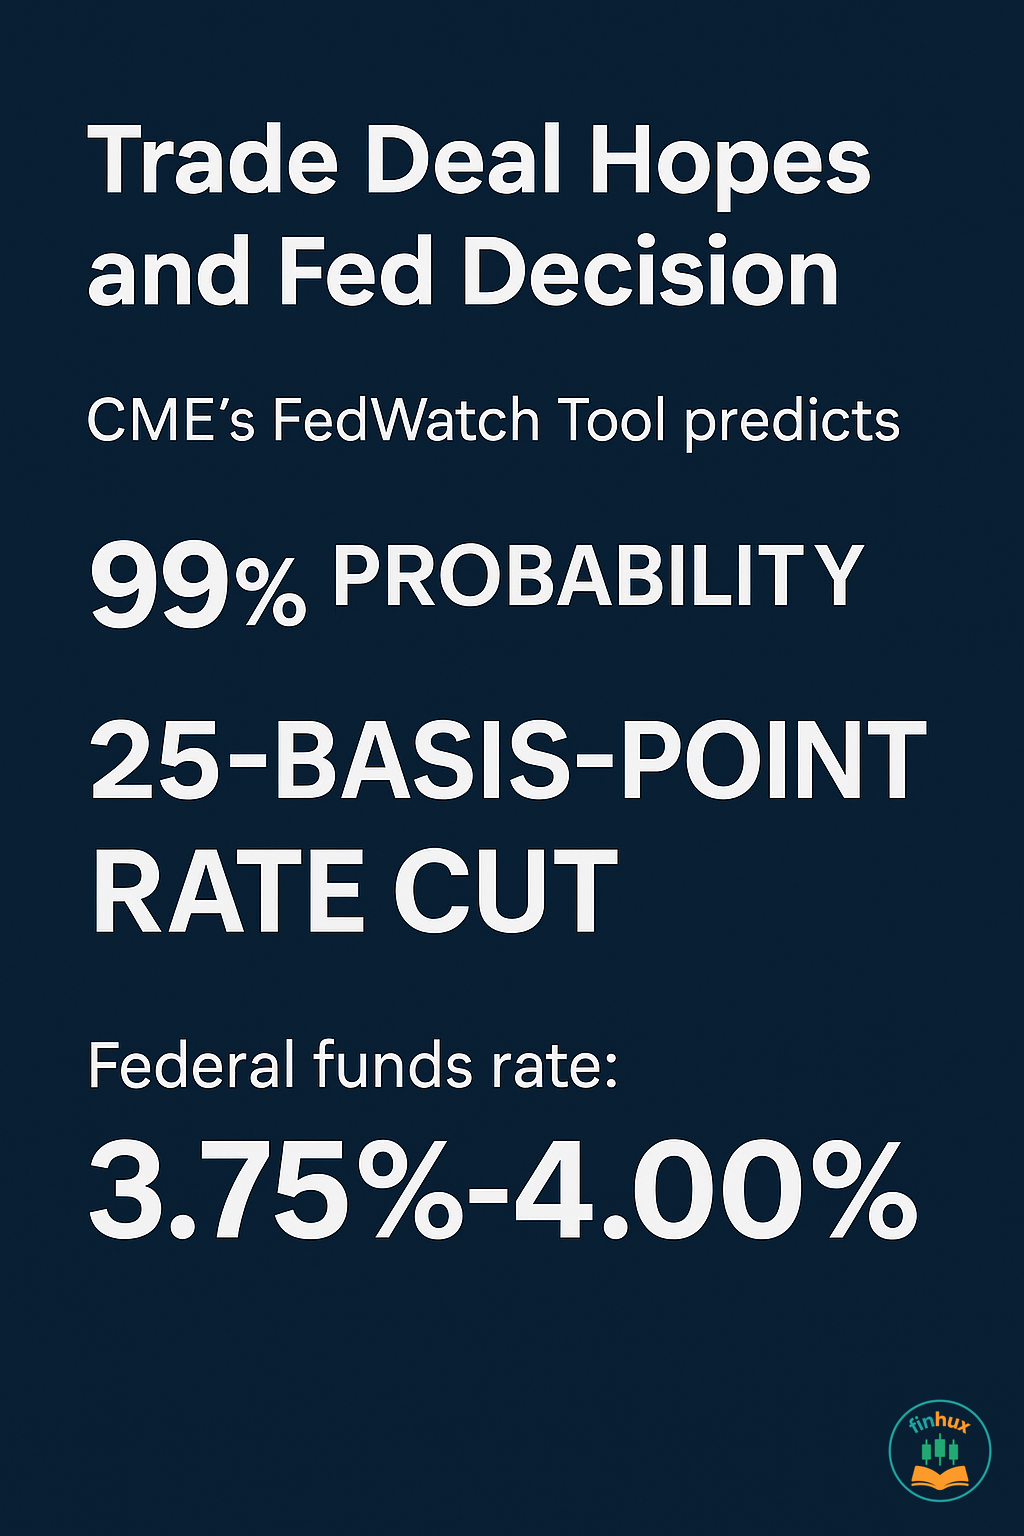 Trade Deal Hopes
and Fed Decision
CME’s FedWatch Tool predicts
99% PROBABILITY
25-BASIS-POINT
RATE CUT
Federal funds rate:
3.75%-4.00%
finhux